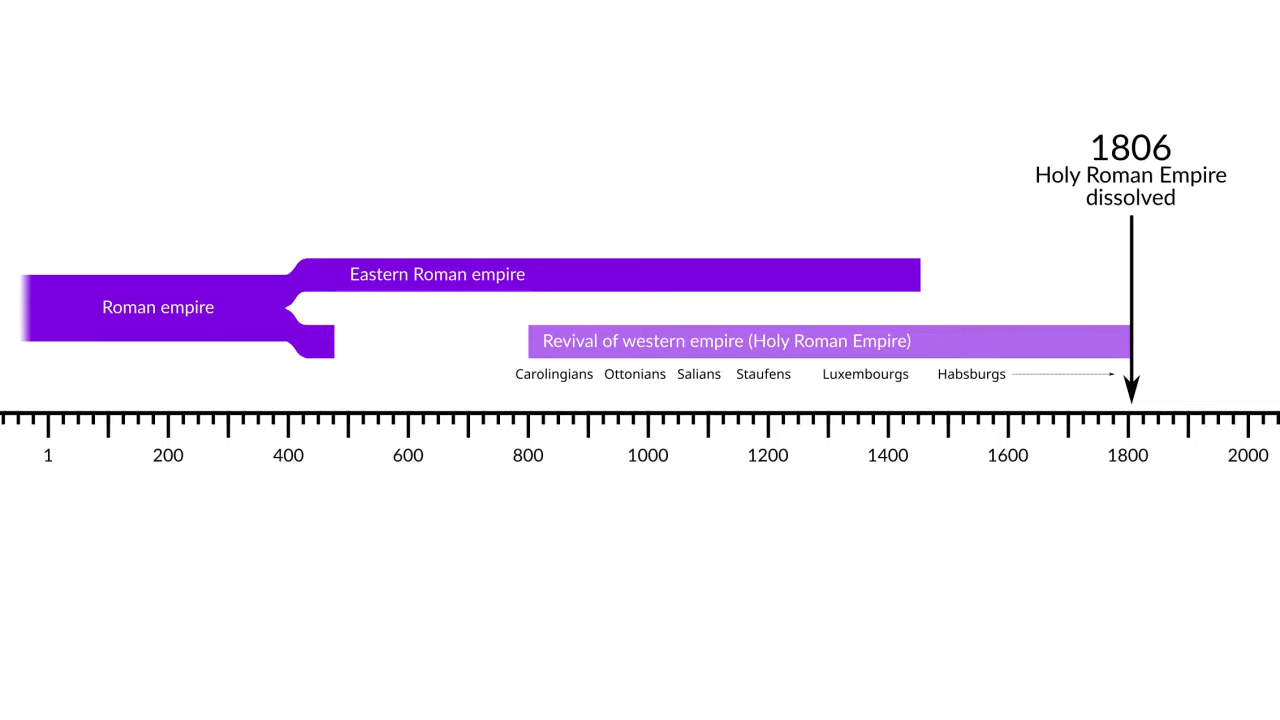 1806
Holy Roman Empire
dissolved
Eastern Roman empire
Roman empire
Revival of western empire (Holy Roman Empire)
Carolingians Ottonians Salians Staufens Luxembourgs Habsburgs
1 200 400 600 800 1000 1200 1400 1600 1800 2000